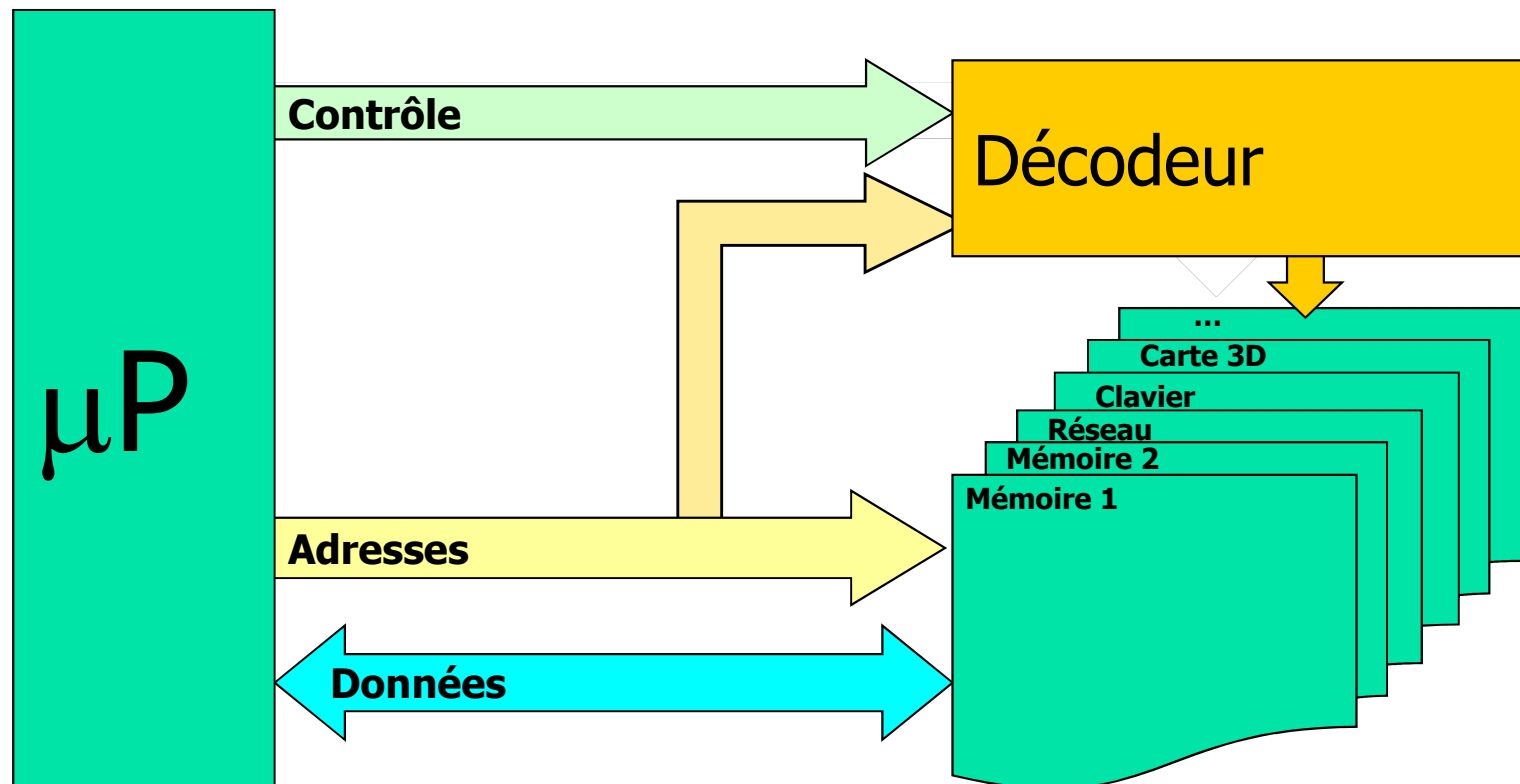 Contrôle
Décodeur
µP
...
Carte 3D
Clavier
Réseau
Mémoire 2
Mémoire 1
Adresses
Données